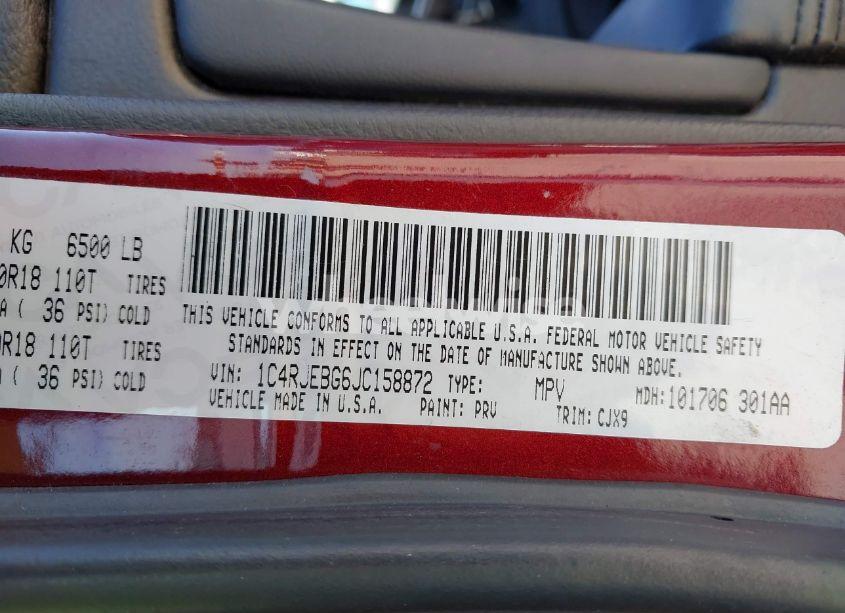 KG 6500 LB
0R18 110T TIRES
A ( 36 PSI) COLD
0R18 110T TIRES
A ( 36 PSI) COLD
THIS VEHICLE CONFORMS TO ALL APPLICABLE U.S.A. FEDERAL MOTOR VEHICLE SAFETY
STANDARDS IN EFFECT ON THE DATE OF MANUFACTURE SHOWN ABOVE.
VIN: 1C4RJEBG6JC158872 TYPE: MPV MDH:101706 301AA
VEHICLE MADE IN U.S.A. PAINT: PRV TRIM: CJX9